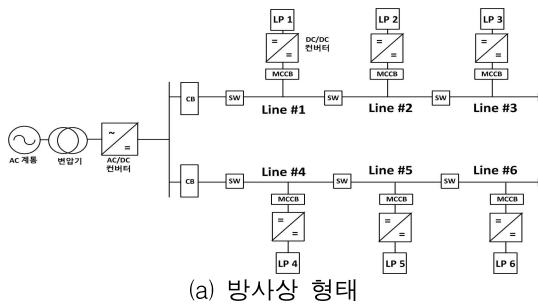 LP 1 LP 2 LP 3
DC/DC
컨버터
= = = = = =
MCCB MCCB MCCB
CB SW SW SW
Line #1 Line #2 Line #3
~ =
AC 계통 변압기 AC/DC
컨버터
Line #4 Line #5 Line #6
CB SW SW SW
MCCB MCCB MCCB
= = = = = =
LP 4 LP 5 LP 6
(a) 방사상 형태